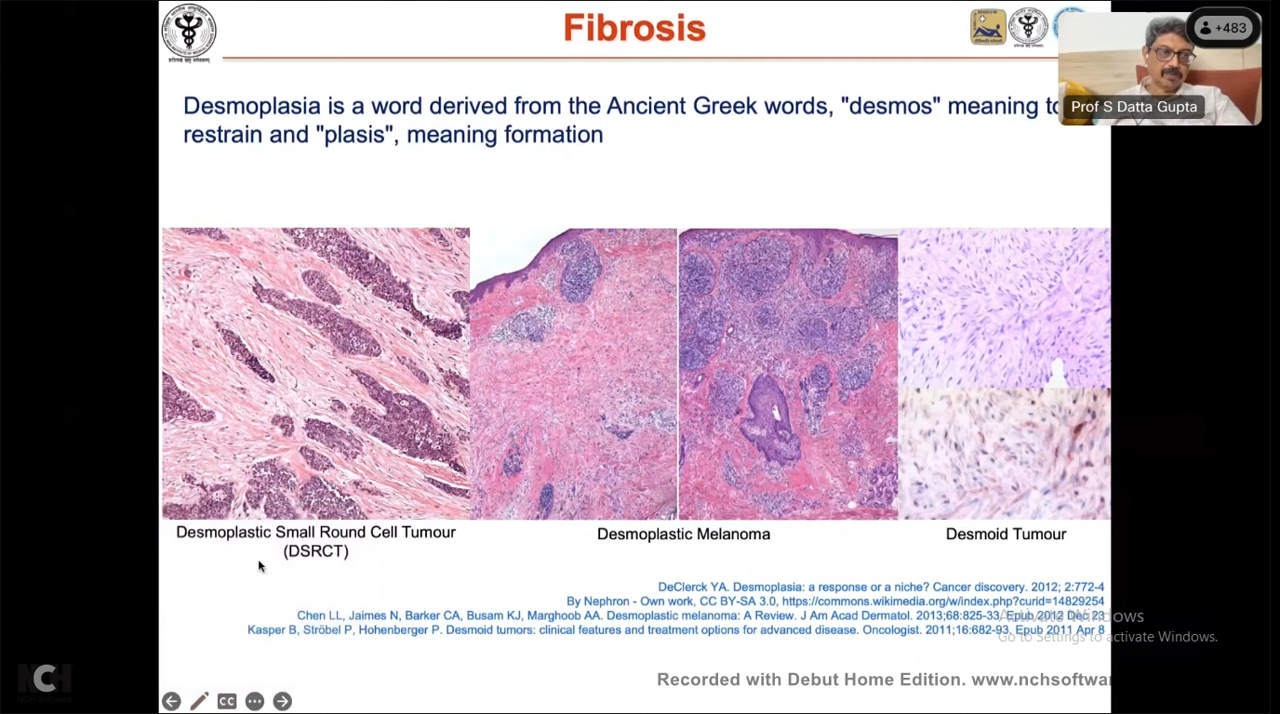 Fibrosis
+483
Prof S Datta Gupta
Desmoplasia is a word derived from the Ancient Greek words, "desmos" meaning to
restrain and "plasis", meaning formation
Desmoplastic Small Round Cell Tumour
(DSRCT)
Desmoplastic Melanoma
Desmoid Tumour
DeClerck YA. Desmoplasia: a response or a niche? Cancer discovery. 2012; 2:772-4
By Nephron - Own work, CC BY-SA 3.0, https://commons.wikimedia.org/w/index.php?curid=14829254
Chen LL, Jaimes N, Barker CA, Busam KJ, Marghoob AA. Desmoplastic melanoma: A Review. J Am Acad Dermatol. 2013;68:825-33. Epub 2012 Dec 23
Kasper B, Ströbel P, Hohenberger P. Desmoid tumors: clinical features and treatment options for advanced disease. Oncologist. 2011;16:682-93. Epub 2011 Apr 8
Activate Windows
Go to Settings to activate Windows.
NCH
CC
Recorded with Debut Home Edition. www.nchsoftwar